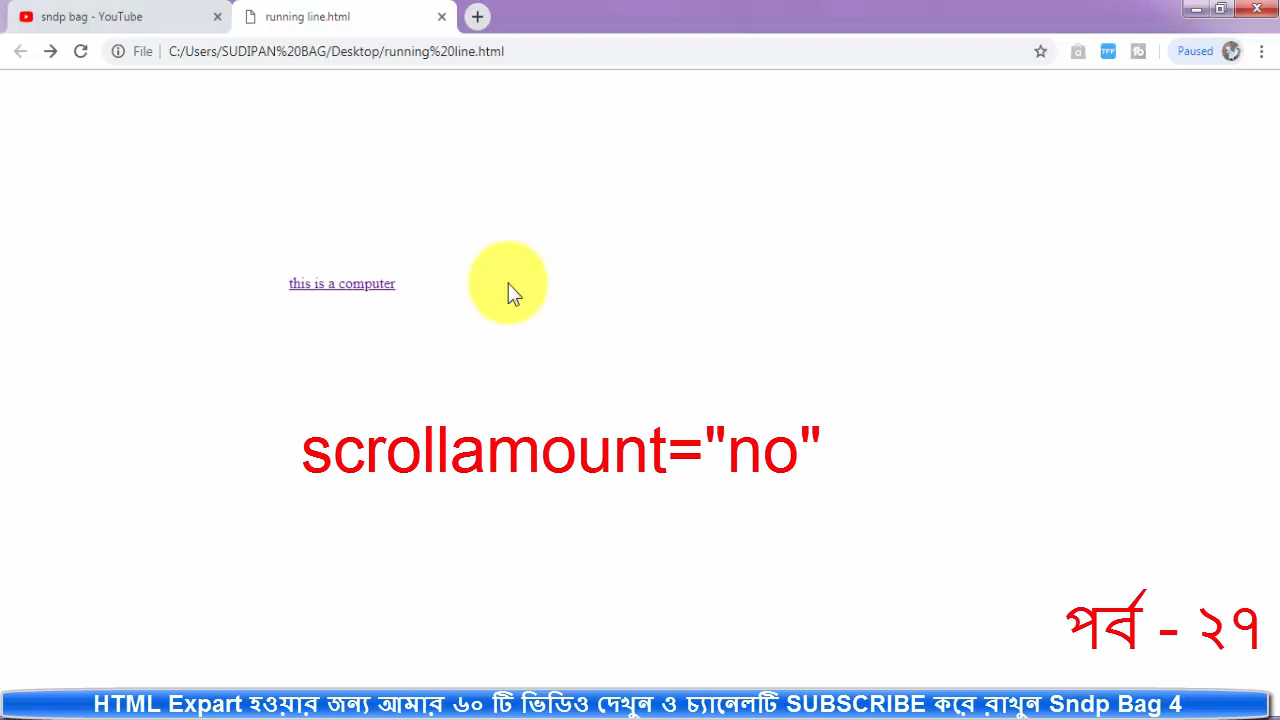 sndp bag - YouTube
running line.html
File
C:/Users/SUDIPAN%20BAG/Desktop/running%20line.html
Paused
this is a computer
scrollamount="no"
পর্ব - ২৭
HTML Expart হওয়ার জন্য আমার ৬০ টি ভিডিও দেখুন ও চ্যানেলটি SUBSCRIBE করে রাখুন Sndp Bag 4